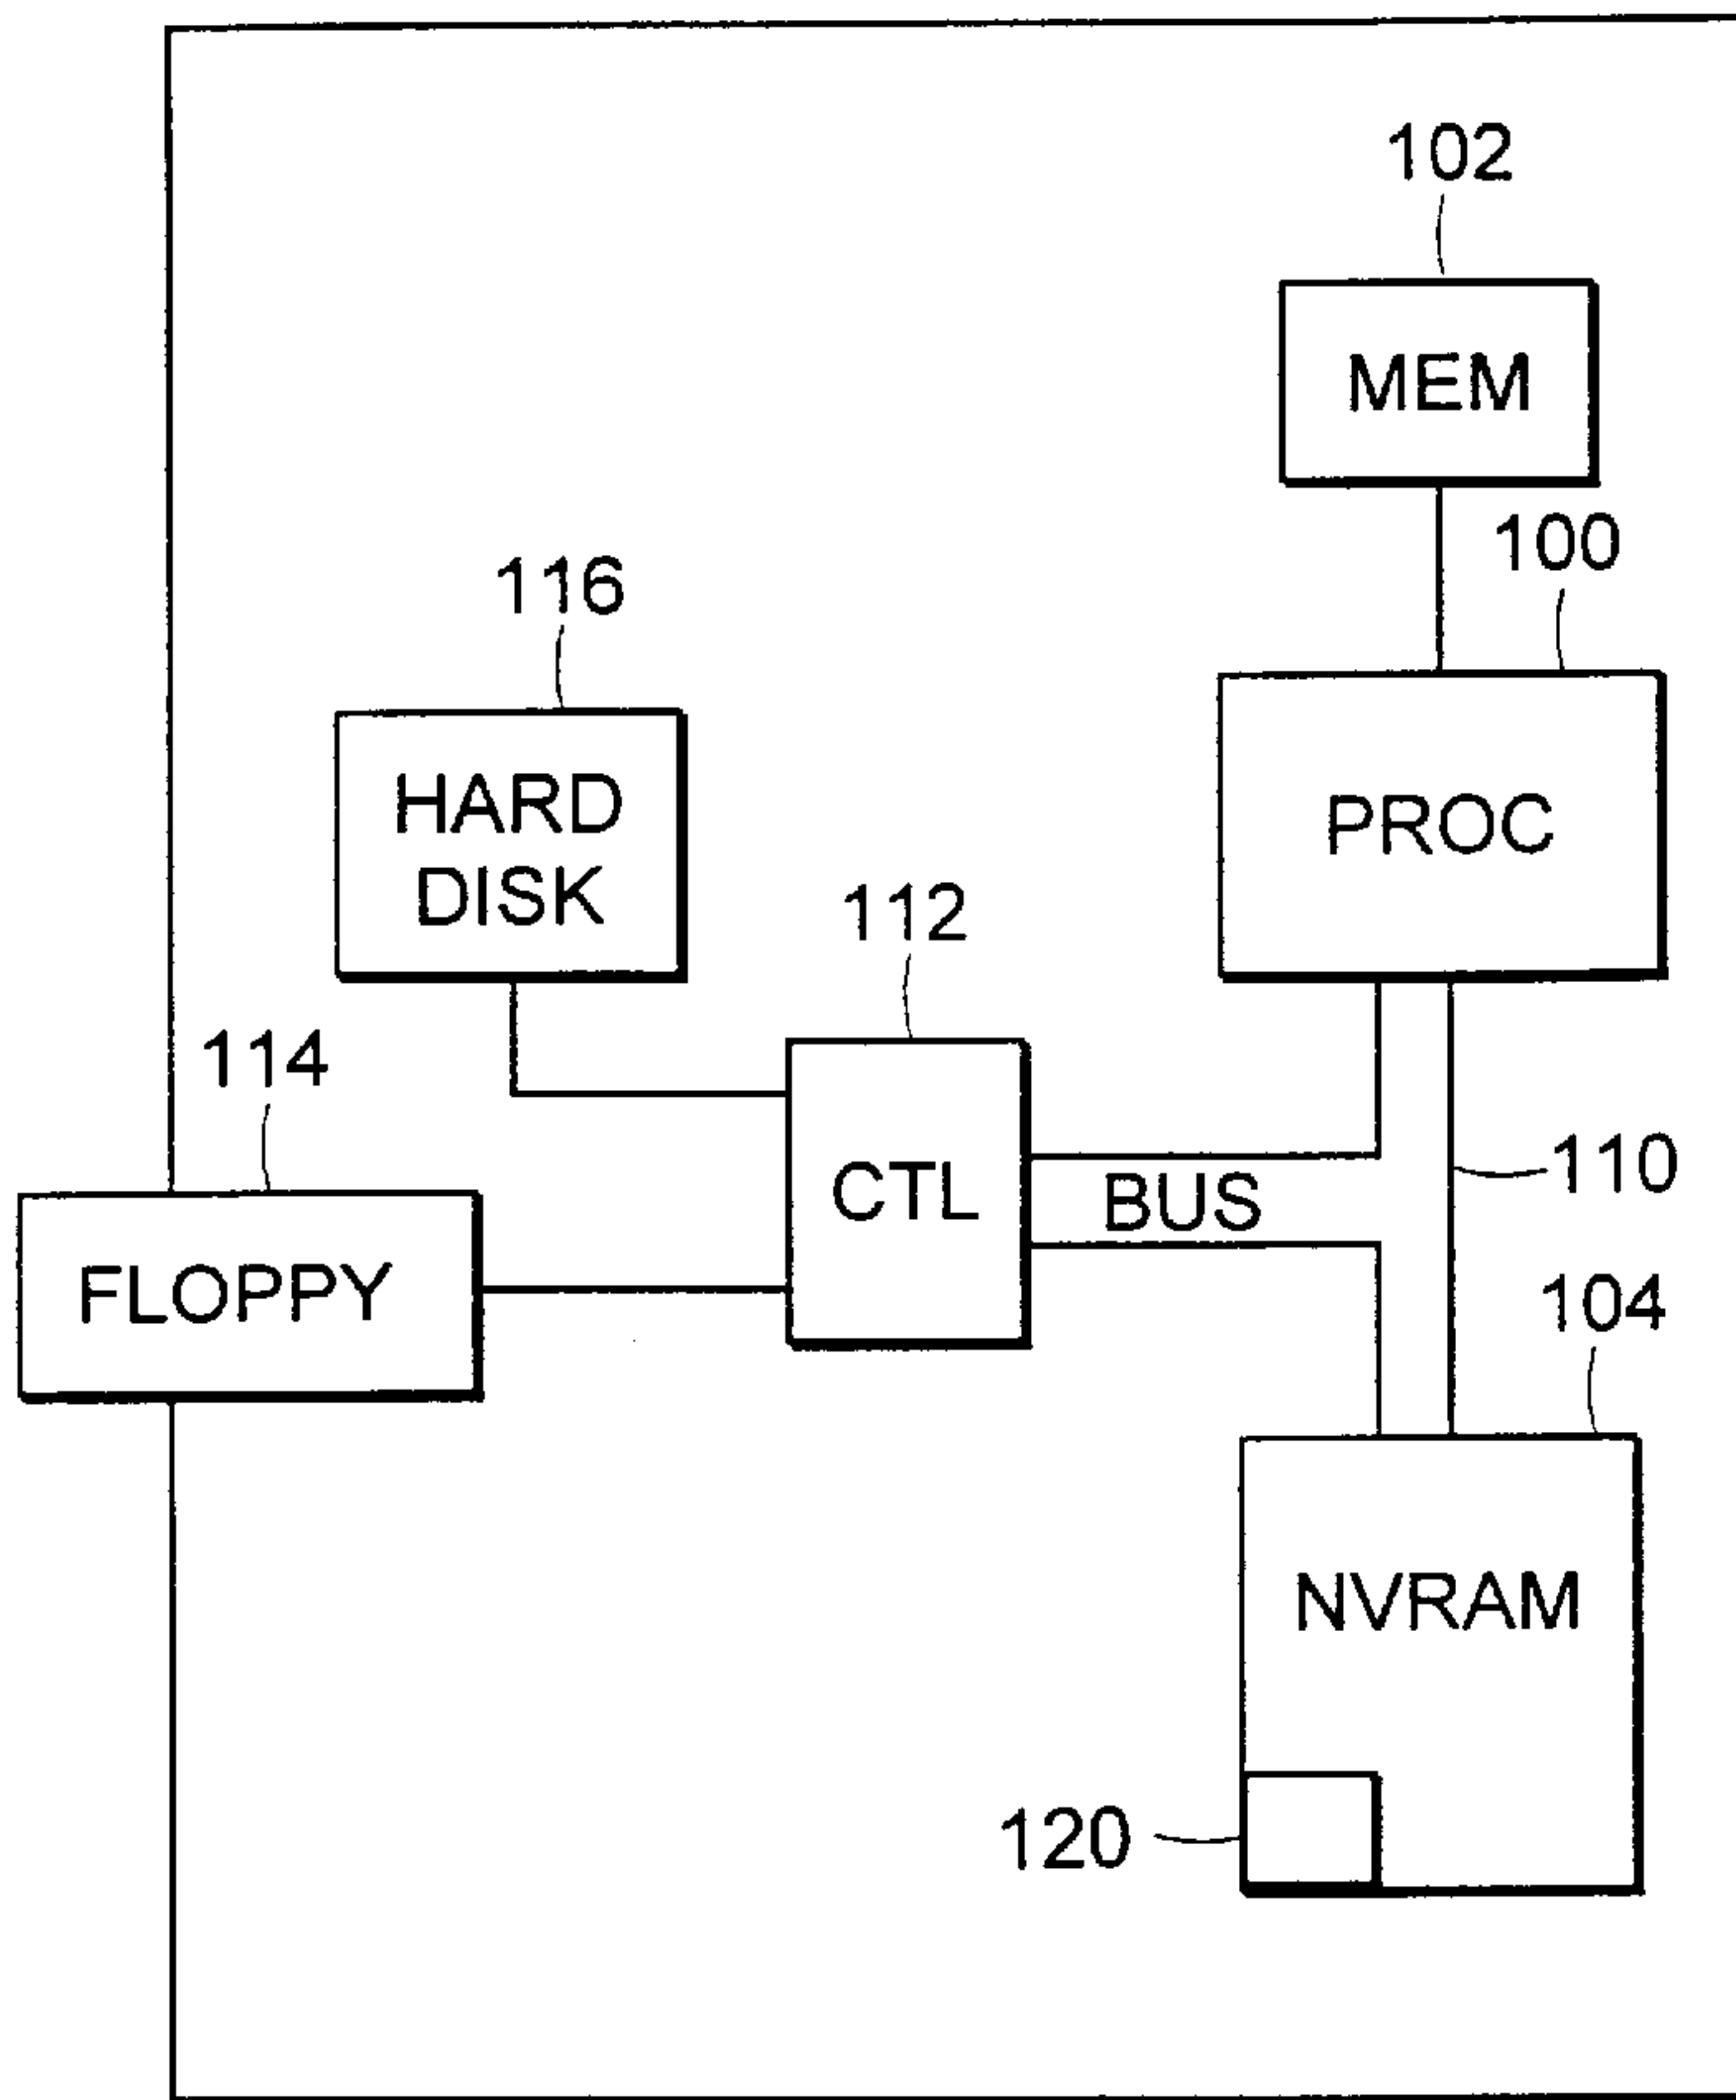 102
MEM
100
116
PROC
HARD
DISK
112
114
110
CTL
BUS
FLOPPY
104
NVRAM
120